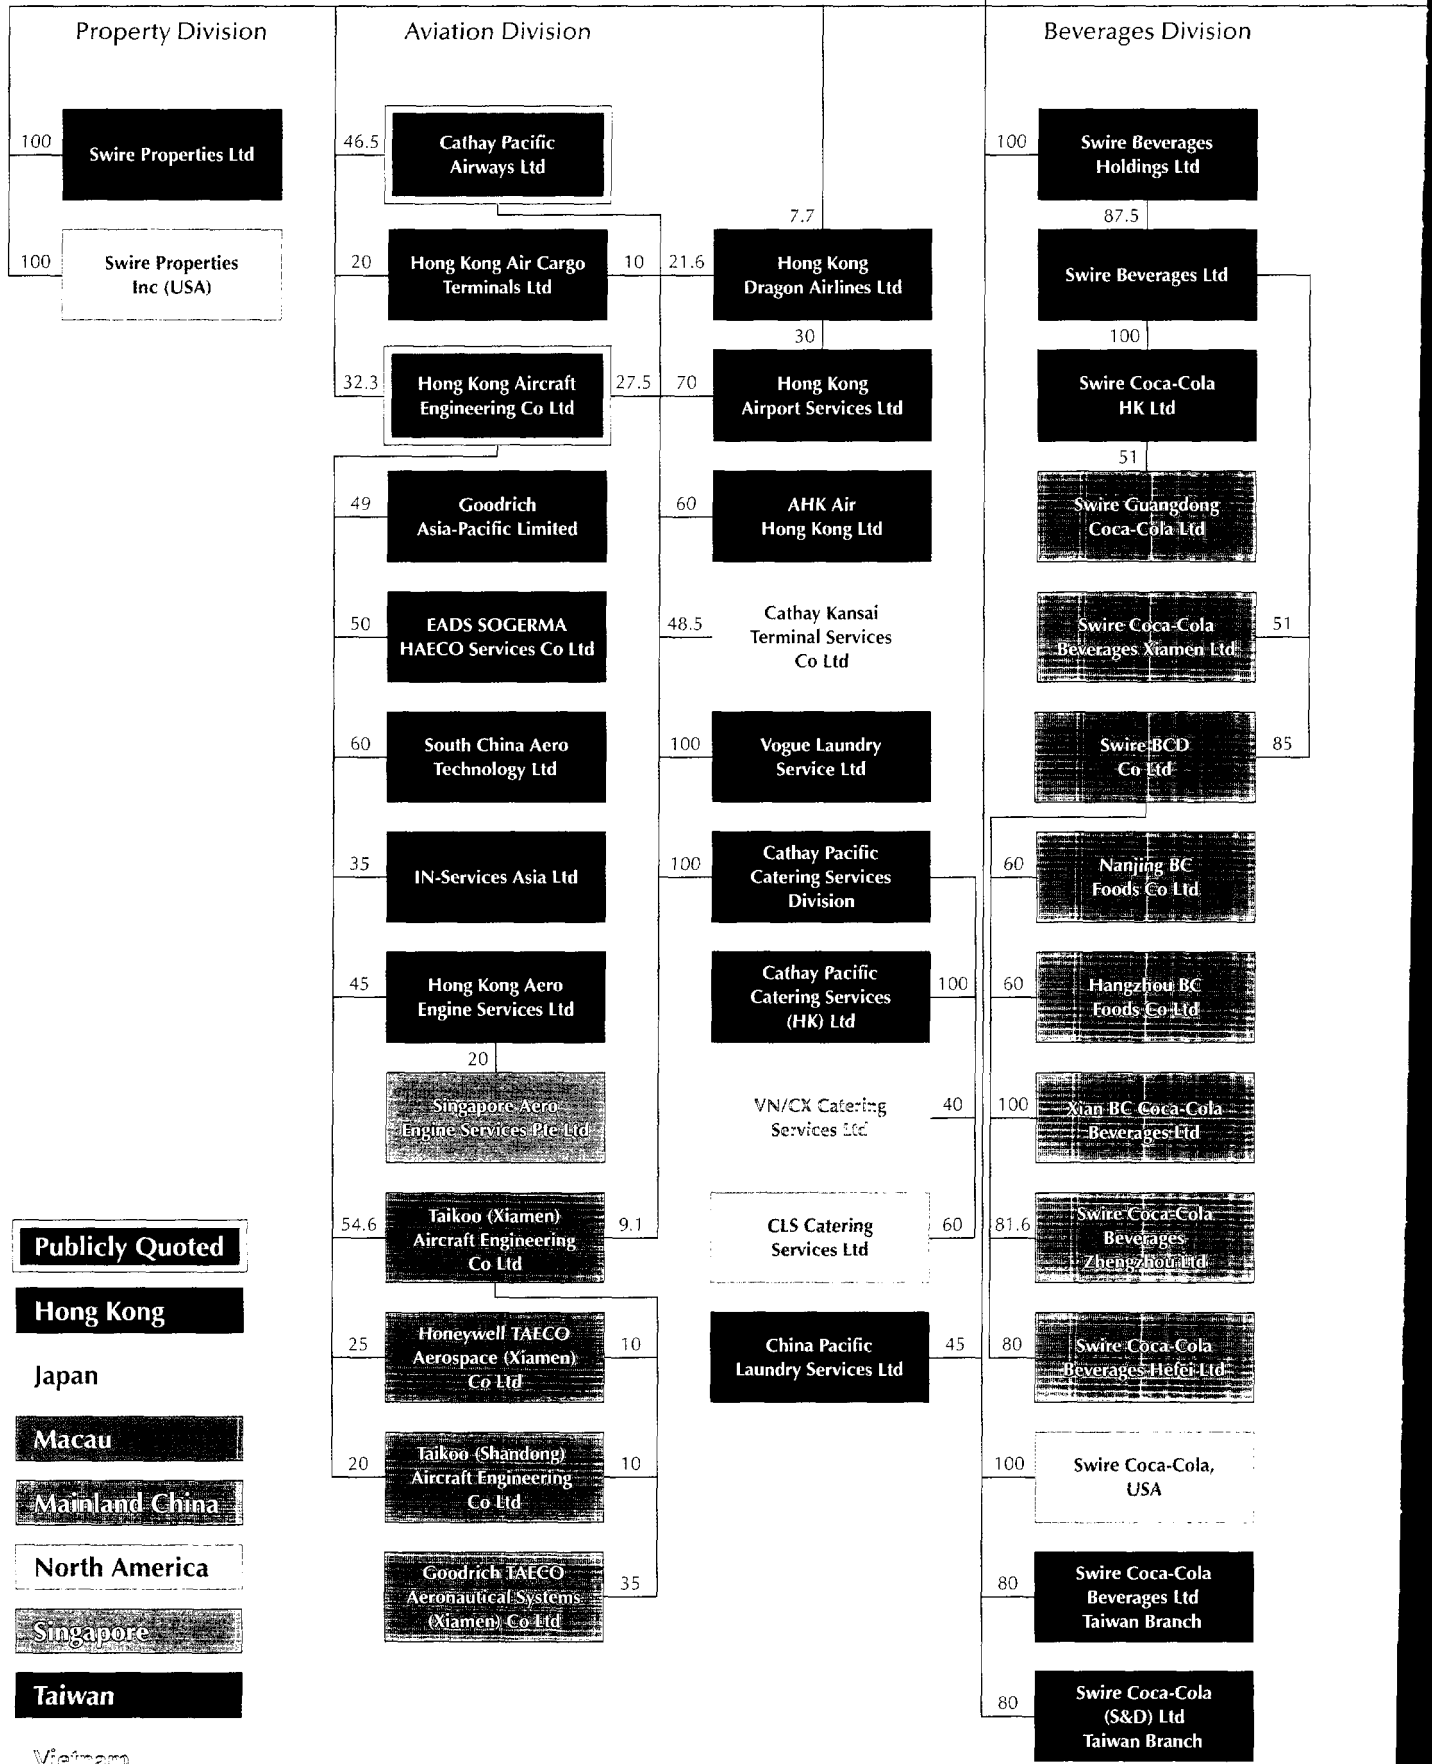 Property Division
Aviation Division
Beverages Division
100
Swire Properties Ltd
100
Swire Properties
Inc (USA)
46.5
Cathay Pacific
Airways Ltd
20
Hong Kong Air Cargo
Terminals Ltd
10
32.3
Hong Kong Aircraft
Engineering Co Ltd
27.5
49
Goodrich
Asia-Pacific Limited
50
EADS SOGERMA
HAECO Services Co Ltd
60
South China Aero
Technology Ltd
35
IN-Services Asia Ltd
45
Hong Kong Aero
Engine Services Ltd
20
Singapore Aero
Engine Services Pte Ltd
54.6
Taikoo (Xiamen)
Aircraft Engineering
Co Ltd
9.1
25
Honeywell TAECO
Aerospace (Xiamen)
Co Ltd
10
20
Taikoo (Shandong)
Aircraft Engineering
Co Ltd
10
Goodrich TAECO
Aeronautical Systems
(Xiamen) Co Ltd
35
7.7
21.6
Hong Kong
Dragon Airlines Ltd
30
70
Hong Kong
Airport Services Ltd
60
AHK Air
Hong Kong Ltd
48.5
Cathay Kansai
Terminal Services
Co Ltd
100
Vogue Laundry
Service Ltd
100
Cathay Pacific
Catering Services
Division
Cathay Pacific
Catering Services
(HK) Ltd
100
VN/CX Catering
Services Ltd
40
CLS Catering
Services Ltd
60
China Pacific
Laundry Services Ltd
45
100
Swire Beverages
Holdings Ltd
87.5
Swire Beverages Ltd
100
Swire Coca-Cola
HK Ltd
51
Swire Guangdong
Coca-Cola Ltd
Swire Coca-Cola
Beverages Xiamen Ltd
51
Swire BCD
Co Ltd
85
60
Nanjing BC
Foods Co Ltd
60
Hangzhou BC
Foods Co Ltd
100
Xian BC Coca-Cola
Beverages Ltd
81.6
Swire Coca-Cola
Beverages
Zhengzhou Ltd
80
Swire Coca-Cola
Beverages Hefei Ltd
100
Swire Coca-Cola,
USA
80
Swire Coca-Cola
Beverages Ltd
Taiwan Branch
80
Swire Coca-Cola
(S&D) Ltd
Taiwan Branch
Publicly Quoted
Hong Kong
Japan
Macau
Mainland China
North America
Singapore
Taiwan
Vietnam